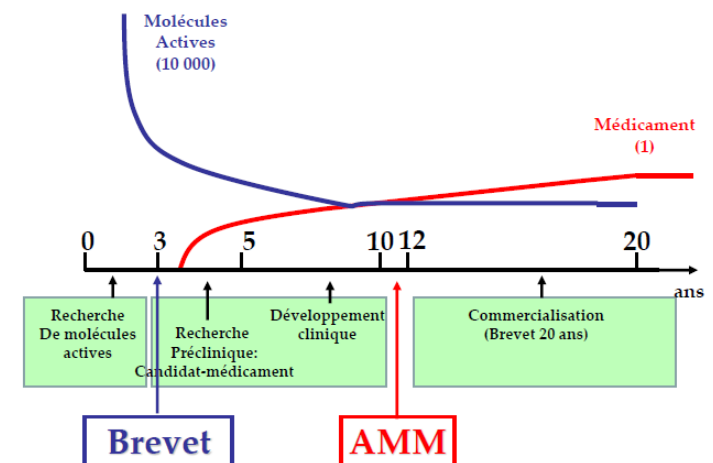 Molécules
Actives
(10 000)
Médicament
(1)
0 3 5 10 12 20
ans
Recherche
De molécules
actives
Recherche
Préclinique:
Candidat-médicament
Développement
clinique
Commercialisation
(Brevet 20 ans)
Brevet
AMM